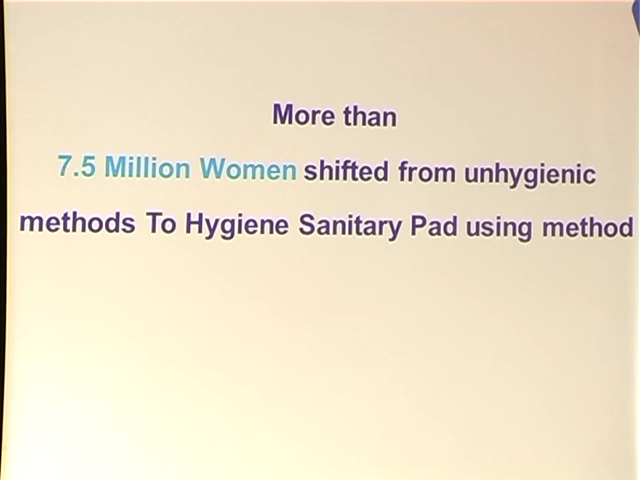 More than
7.5 Million Women shifted from unhygienic
methods To Hygiene Sanitary Pad using method